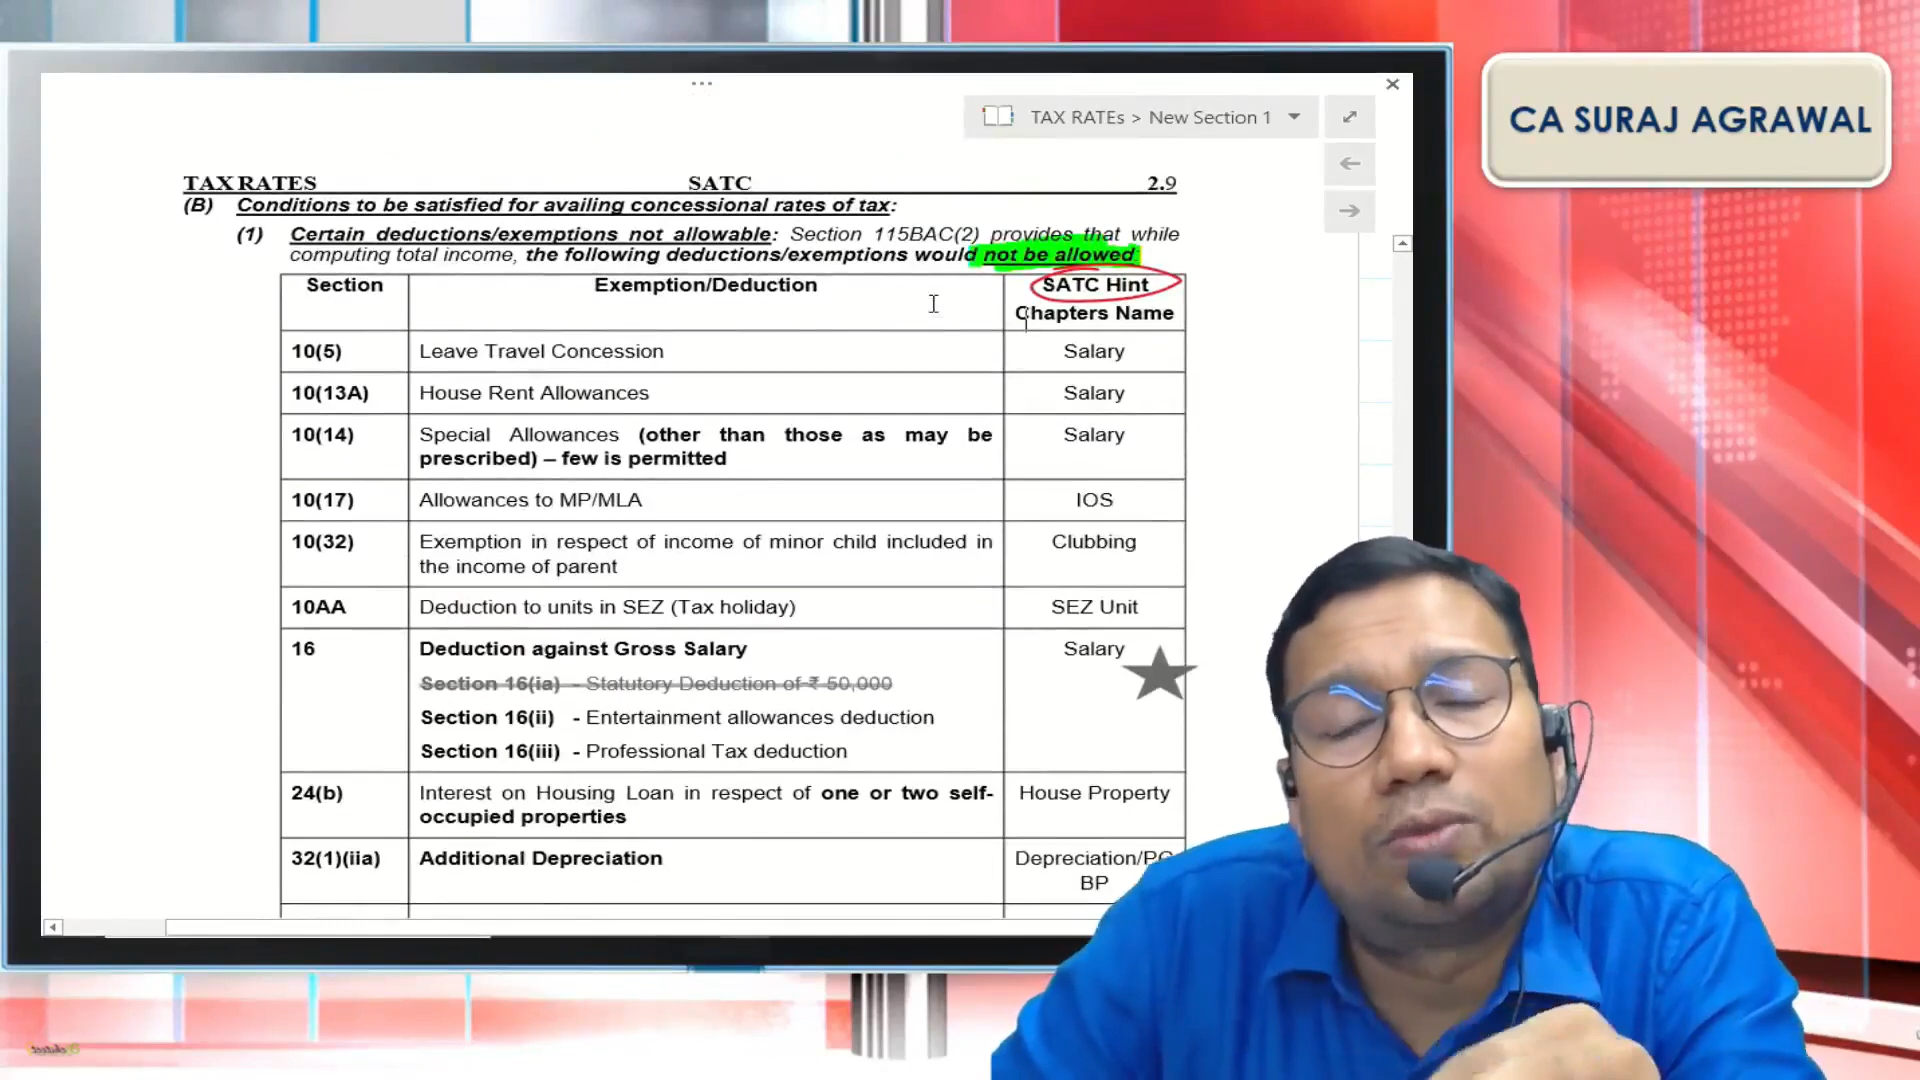 CA SURAJ AGRAWAL
TAX RATEs > New Section 1
TAX RATES SATC 2.9
(B) Conditions to be satisfied for availing concessional rates of tax:
(1) Certain deductions/exemptions not allowable: Section 115BAC(2) provides that while
computing total income, the following deductions/exemptions would not be allowed:
Section Exemption/Deduction SATC Hint
Chapters Name
10(5) Leave Travel Concession Salary
10(13A) House Rent Allowances Salary
10(14) Special Allowances (other than those as may be Salary
prescribed) – few is permitted
10(17) Allowances to MP/MLA IOS
10(32) Exemption in respect of income of minor child included in Clubbing
the income of parent
10AA Deduction to units in SEZ (Tax holiday) SEZ Unit
16 Deduction against Gross Salary Salary
Section 16(ia) - Statutory Deduction of ₹ 50,000
Section 16(ii) - Entertainment allowances deduction
Section 16(iii) - Professional Tax deduction
24(b) Interest on Housing Loan in respect of one or two self- House Property
occupied properties
32(1)(iia) Additional Depreciation Depreciation/PG
BP